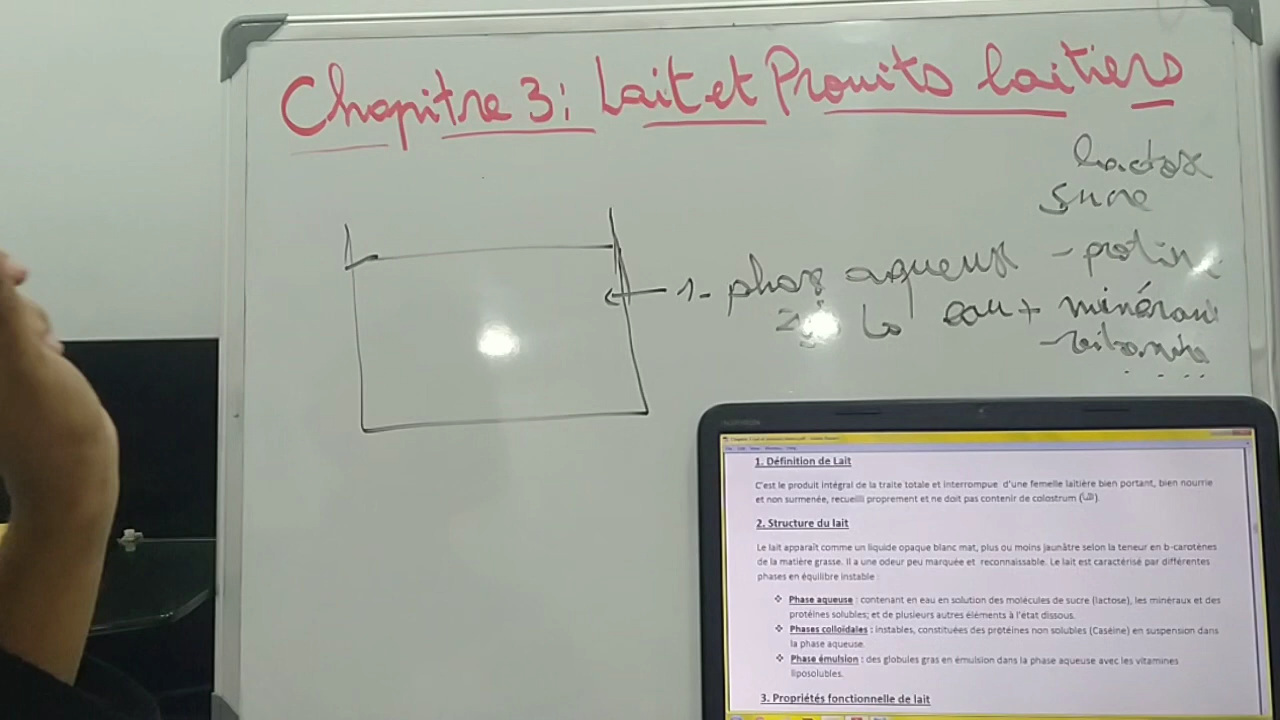 Chapitre 3: Lait et Prouits laitiers
lactose
sucre
1- phase aqueux - protine
eau + minéraux
- vitamine
1. Définition de Lait
C'est le produit intégral de la traite totale et interrompue d'une femelle laitière bien portant, bien nourrie
et non surmenée, recueilli proprement et ne doit pas contenir de colostrum (اللبأ).
2. Structure du lait
Le lait apparaît comme un liquide opaque blanc mat, plus ou moins jaunâtre selon la teneur en b-carotènes
de la matière grasse. Il a une odeur peu marquée et reconnaissable. Le lait est caractérisé par différentes
phases en équilibre instable :
❖ Phase aqueuse : contenant en eau en solution des molécules de sucre (lactose), les minéraux et des
protéines solubles; et de plusieurs autres éléments à l'état dissous.
❖ Phases colloïdales : instables, constituées des protéines non solubles (Caséine) en suspension dans
la phase aqueuse.
❖ Phase émulsion : des globules gras en émulsion dans la phase aqueuse avec les vitamines
liposolubles.
3. Propriétés fonctionnelle de lait